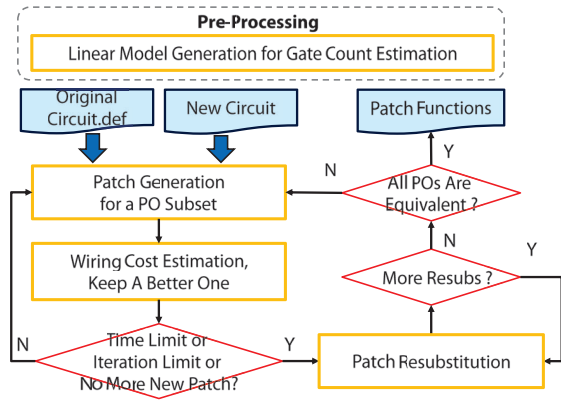 Pre-Processing
Linear Model Generation for Gate Count Estimation
Original
Circuit.def
New Circuit
Patch Functions
N
Y
Patch Generation
for a PO Subset
All POs Are
Equivalent ?
N
Y
Wiring Cost Estimation,
Keep A Better One
More Resubs ?
N
Time Limit or
Iteration Limit or
No More New Patch?
Y
Patch Resubstitution